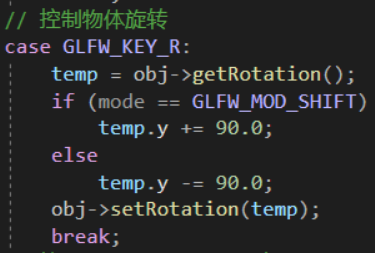 // 控制物体旋转
case GLFW_KEY_R:
temp = obj->getRotation();
if (mode == GLFW_MOD_SHIFT)
temp.y += 90.0;
else
temp.y -= 90.0;
obj->setRotation(temp);
break;